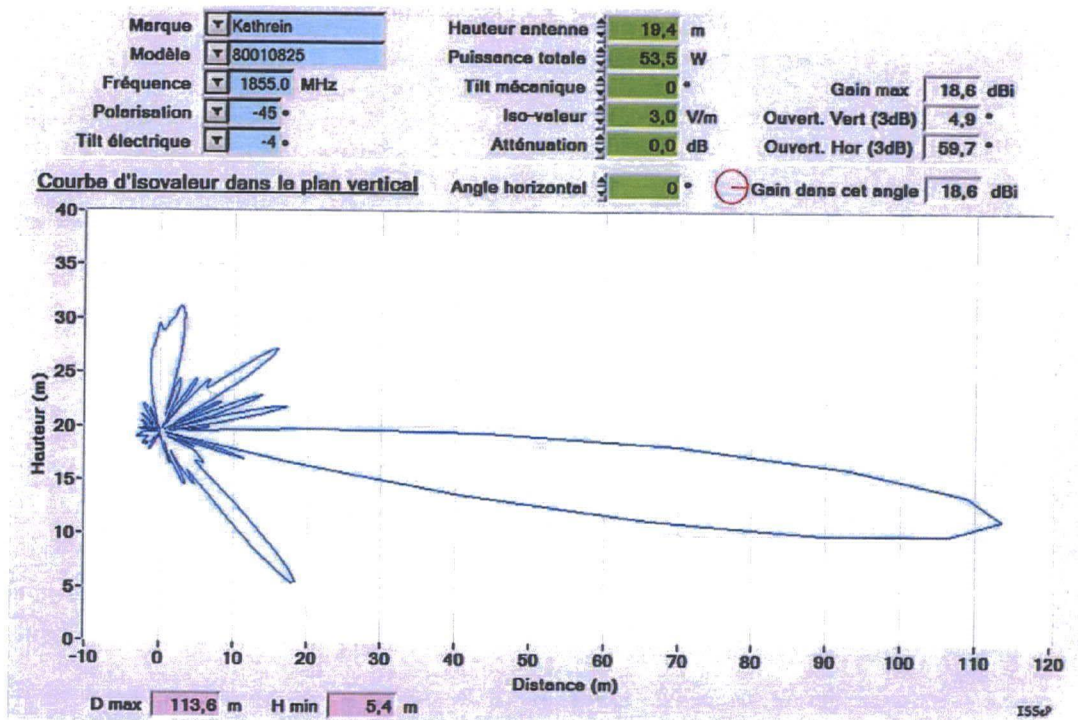 Marque Kathrein
Modèle 80010825
Fréquence 1855.0 MHz
Polarisation -45 °
Tilt électrique -4 °
Hauteur antenne 19,4 m
Puissance totale 53,5 W
Tilt mécanique 0 °
Iso-valeur 3,0 V/m
Atténuation 0,0 dB
Gain max 18,6 dBi
Ouvert. Vert (3dB) 4,9 °
Ouvert. Hor (3dB) 59,7 °
Courbe d'isovaleur dans le plan vertical
Angle horizontal 0 °
Gain dans cet angle 18,6 dBi
40
35
30
25
20
15
10
5
0
Hauteur (m)
-10 0 10 20 30 40 50 60 70 80 90 100 110 120
Distance (m)
D max 113,6 m H min 5,4 m
ISSeP